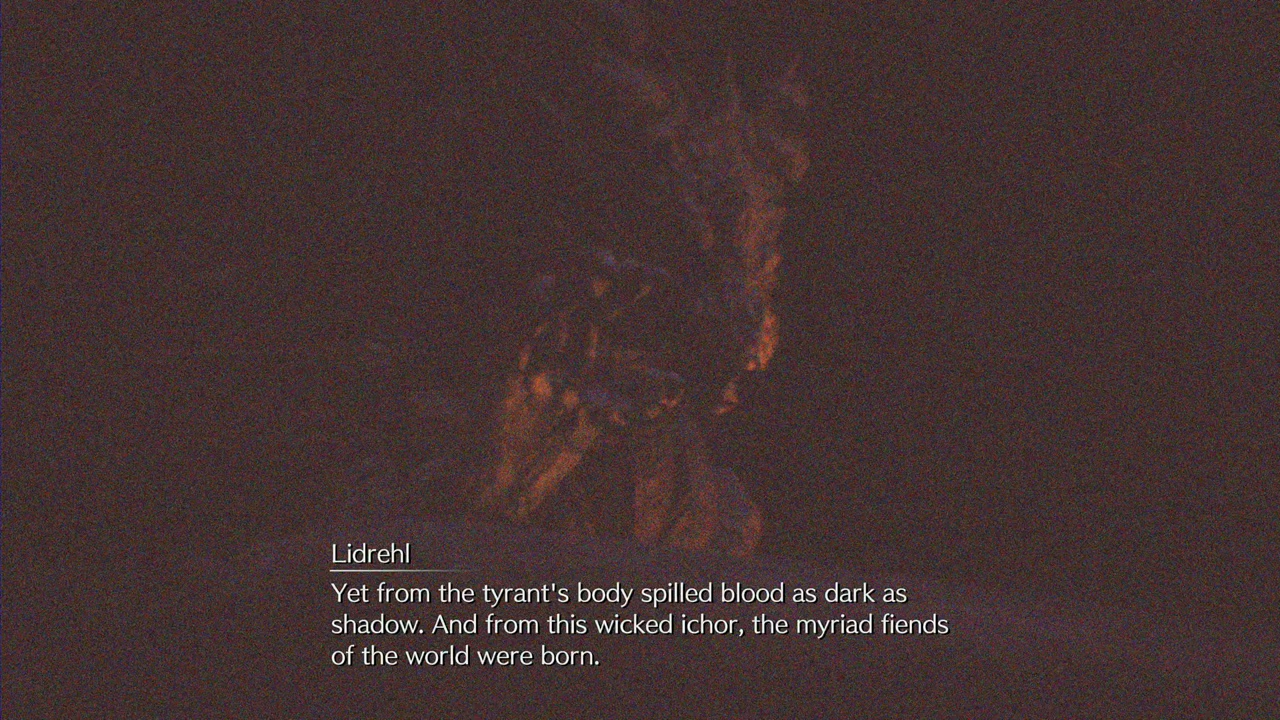 Lidrehl
Yet from the tyrant's body spilled blood as dark as
shadow. And from this wicked ichor, the myriad fiends
of the world were born.